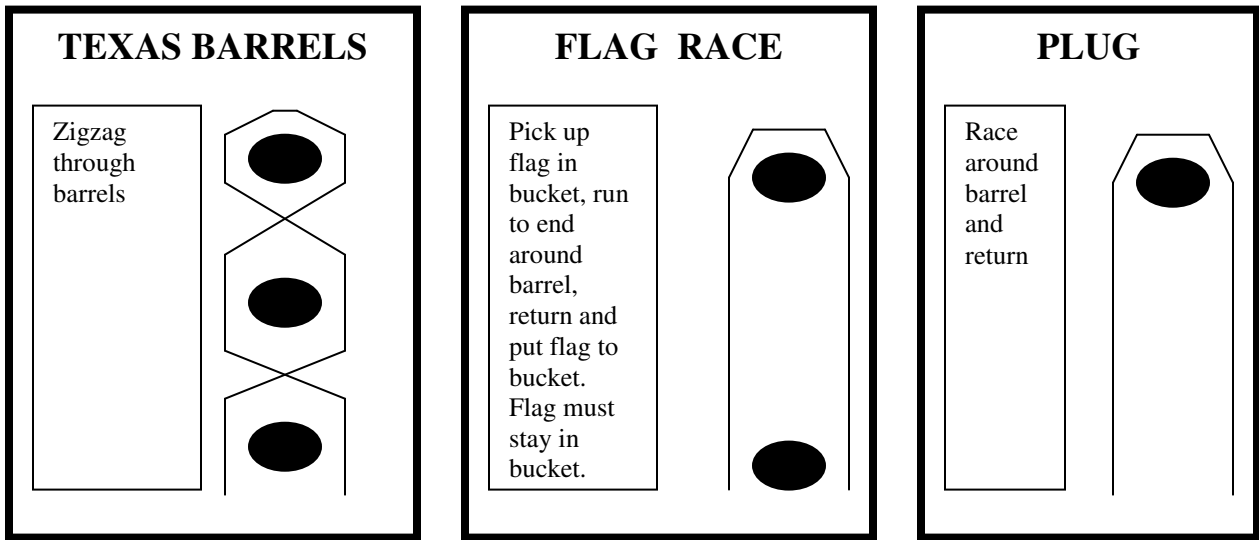 TEXAS BARRELS
Zigzag
through
barrels
FLAG RACE
Pick up
flag in
bucket, run
to end
around
barrel,
return and
put flag to
bucket.
Flag must
stay in
bucket.
PLUG
Race
around
barrel
and
return